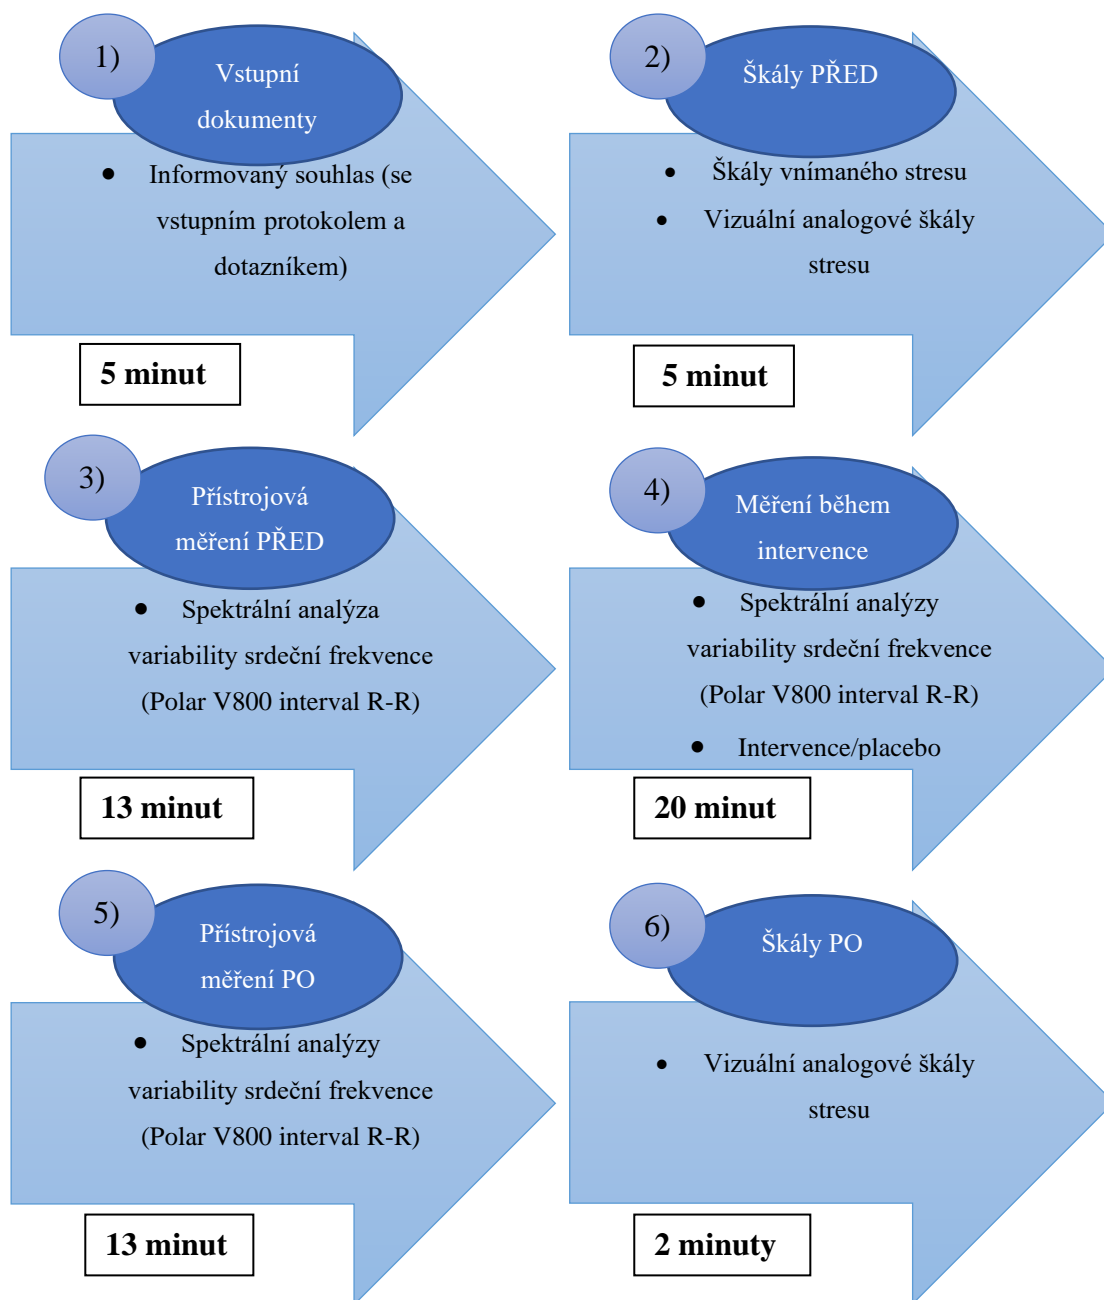 1)
Vstupní
dokumenty
● Informovaný souhlas (se
vstupním protokolem a
dotazníkem)
5 minut
2)
Škály PŘED
● Škály vnímaného stresu
● Vizuální analogové škály
stresu
5 minut
3)
Přístrojová
měření PŘED
● Spektrální analýza
variability srdeční frekvence
(Polar V800 interval R-R)
13 minut
4)
Měření během
intervence
● Spektrální analýzy
variability srdeční frekvence
(Polar V800 interval R-R)
● Intervence/placebo
20 minut
5)
Přístrojová
měření PO
● Spektrální analýzy
variability srdeční frekvence
(Polar V800 interval R-R)
13 minut
6)
Škály PO
● Vizuální analogové škály
stresu
2 minuty